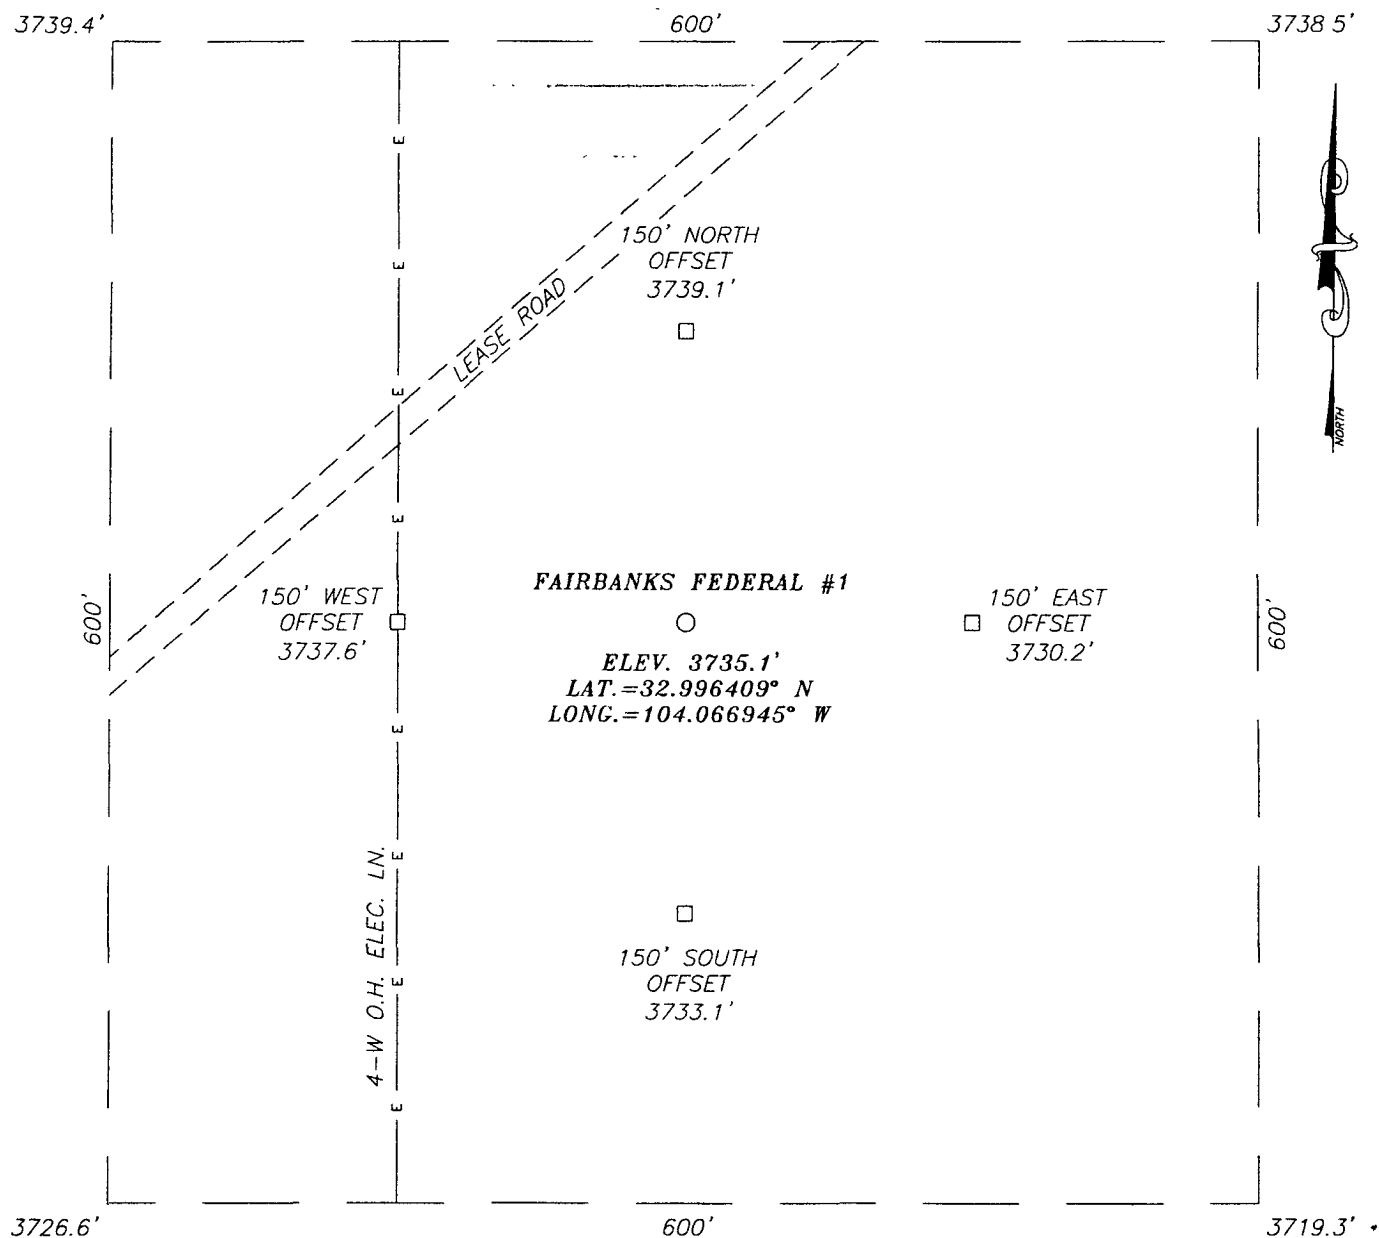 3739.4'
600'
3738 5'
150' NORTH
OFFSET
3739.1'
LEASE ROAD
NORTH
FAIRBANKS FEDERAL #1
150' WEST
OFFSET
3737.6'
600'
ELEV. 3735.1'
LAT.=32.996409° N
LONG.=104.066945° W
150' EAST
OFFSET
3730.2'
600'
4-W O.H. ELEC. LN.
E
E
E
E
E
E
E
E
150' SOUTH
OFFSET
3733.1'
3726.6'
600'
3719.3'